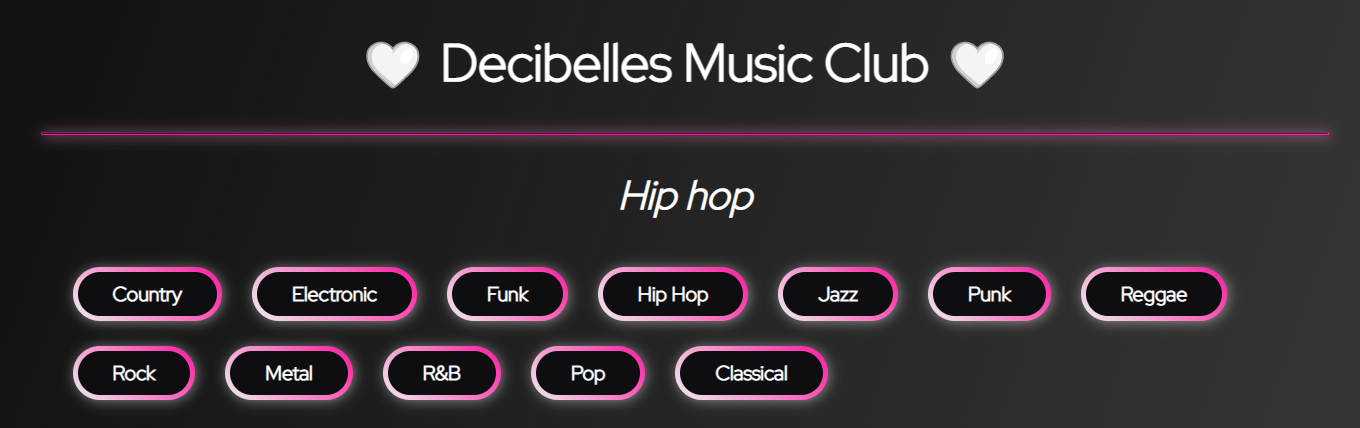 Decibelles Music Club
Hip hop
Country Electronic Funk Hip Hop Jazz Punk Reggae
Rock Metal R&B Pop Classical